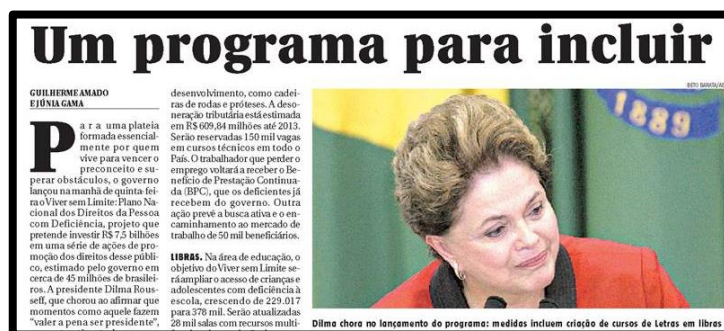 Um programa para incluir
GUILHERME AMADO
E JÚNIA GAMA
Para uma plateia
formada essencial-
mente por quem
vive para vencer o
preconceito e su-
perar obstáculos, o governo
lançou na manhã de quinta-fei-
ra o Viver sem Limite: Plano Na-
cional dos Direitos da Pessoa
com Deficiência, projeto que
pretende investir R$ 7,5 bilhões
em uma série de ações de pro-
moção dos direitos desse públi-
co, estimado pelo governo em
cerca de 45 milhões de brasilei-
ros. A presidente Dilma Rous-
seff, que chorou ao afirmar que
momentos como aquele fazem
"valer a pena ser presidente",
desenvolvimento, como cadei-
ras de rodas e próteses. A deso-
neração tributária está estimada
em R$ 609,84 milhões até 2013.
Serão reservadas 150 mil vagas
em cursos técnicos em todo o
País. O trabalhador que perder o
emprego voltará a receber o Be-
nefício de Prestação Continua-
da (BPC), que os deficientes já
recebem do governo. Outra
ação prevê a busca ativa e o en-
caminhamento ao mercado de
trabalho de 50 mil beneficiários.
LIBRAS. Na área de educação, o
objetivo do Viver sem Limite se-
rá ampliar o acesso de crianças e
adolescentes com deficiência à
escola, crescendo de 229.017
para 378 mil. Serão atualizadas
28 mil salas com recursos multi-
BETO BARATA/AE
1889
Dilma chora no lançamento do programa: medidas incluem criação de cursos de Letras em libras